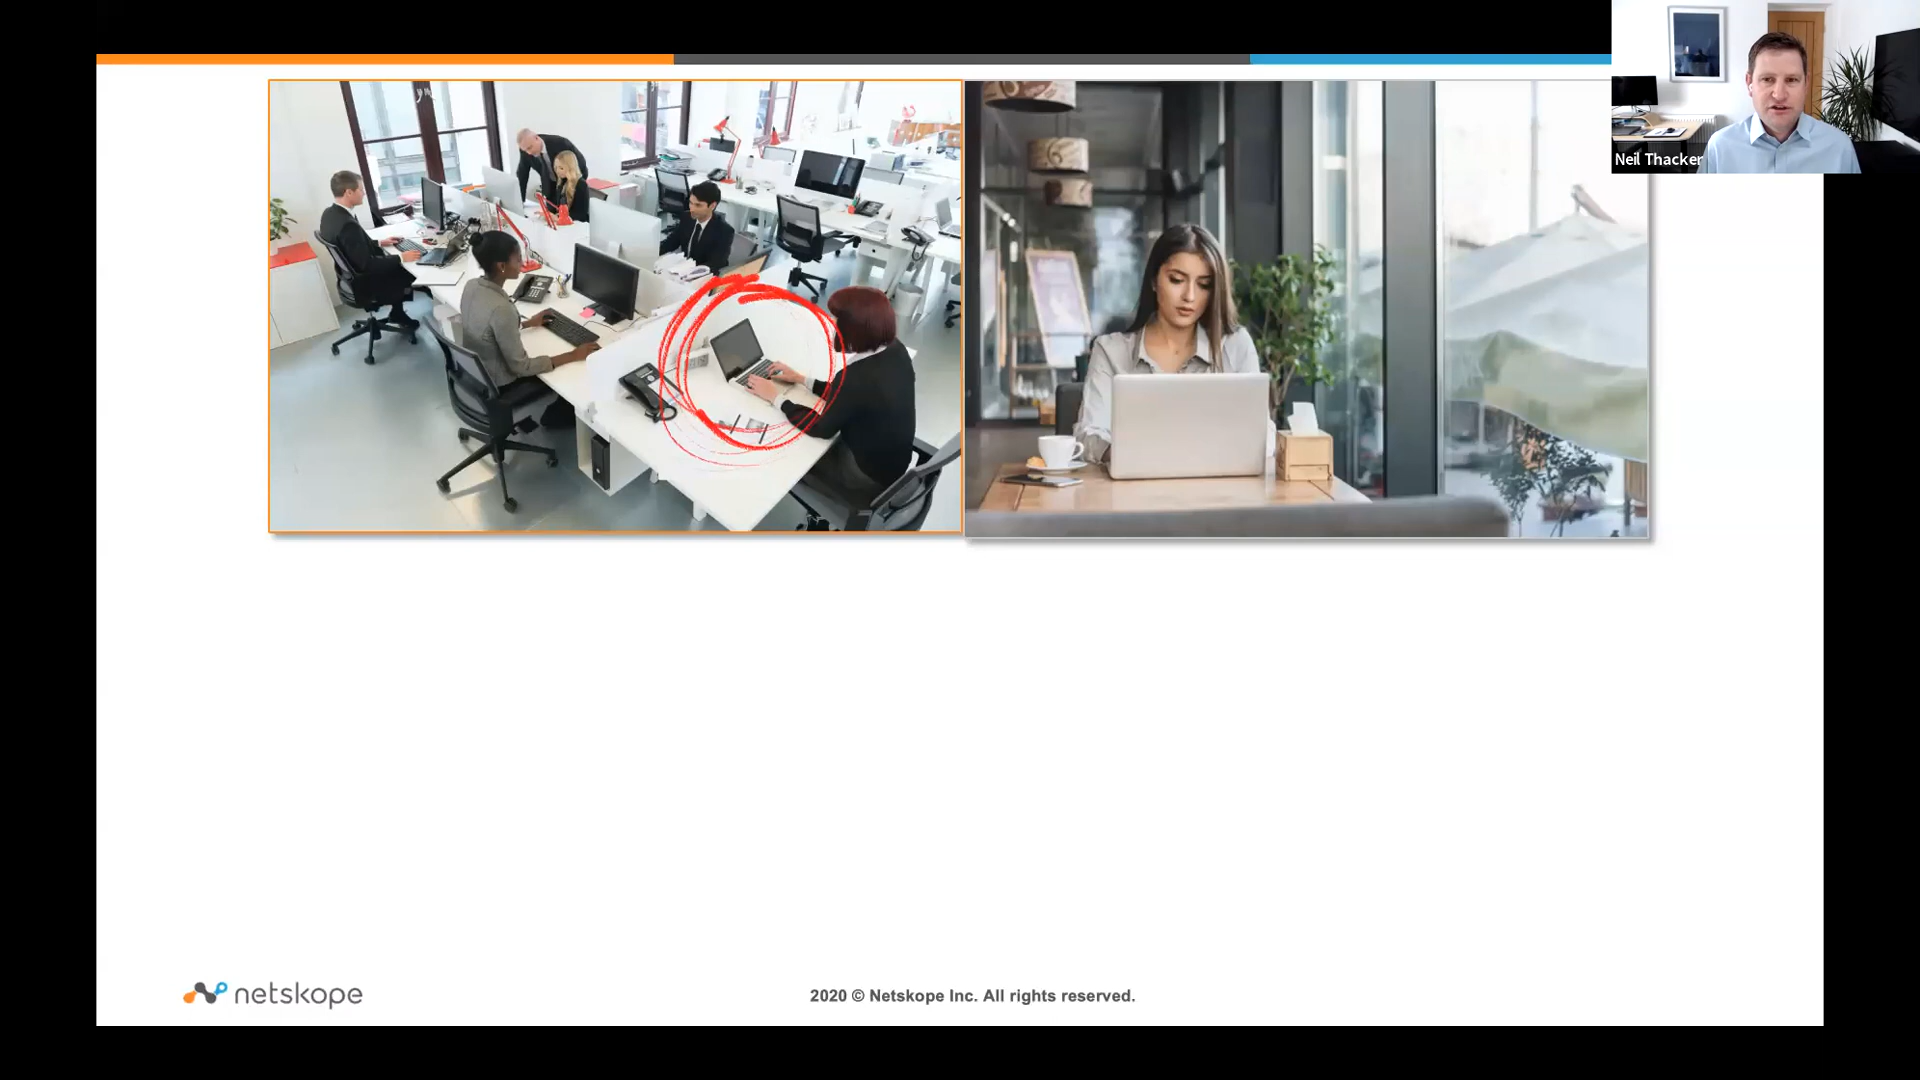 Neil Thacker
netskope
2020 © Netskope Inc. All rights reserved.